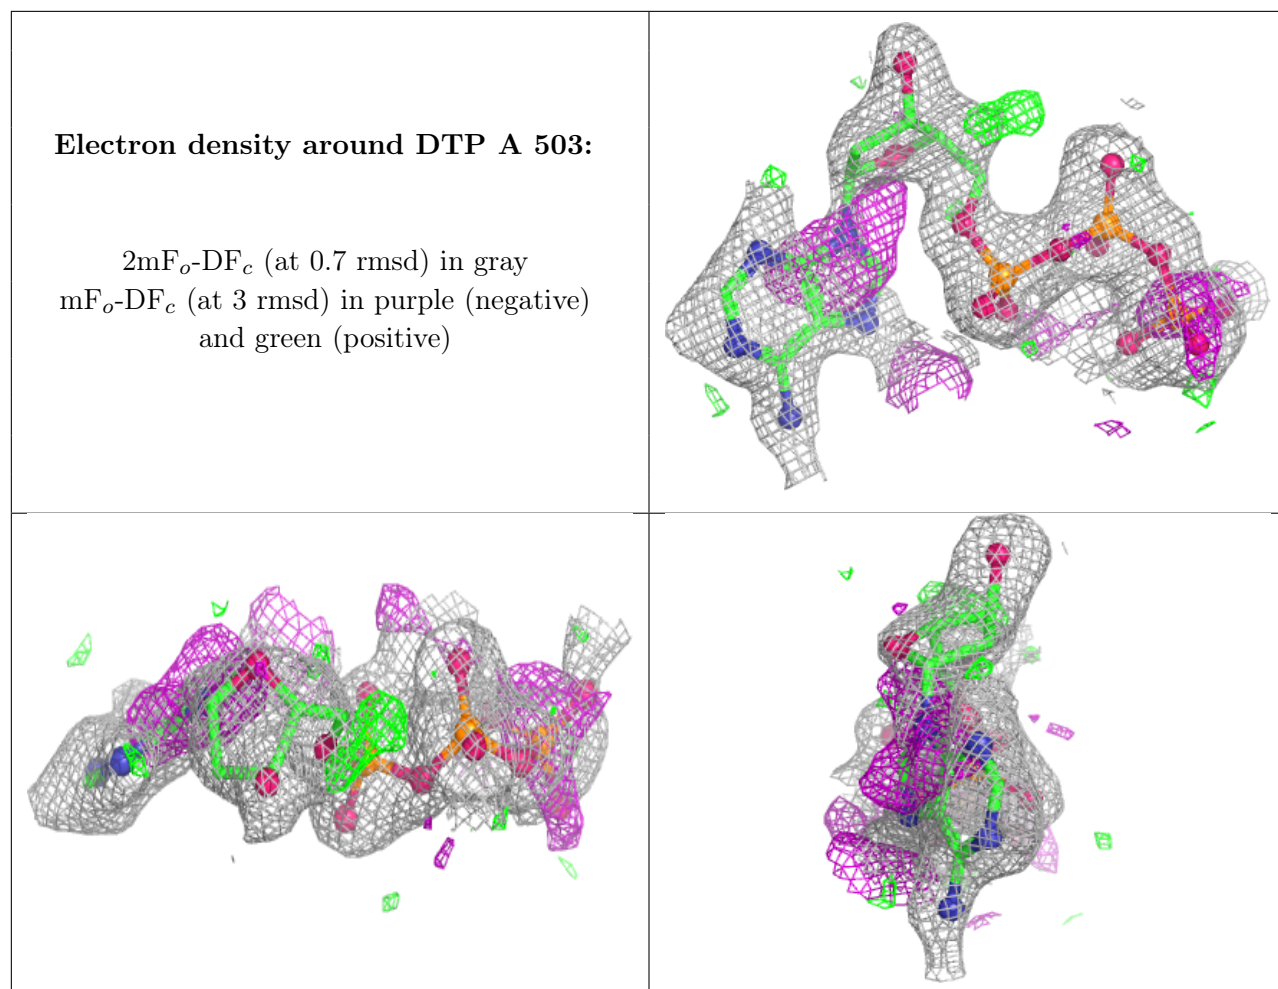 Electron density around DTP A 503:
2mFo-DFc (at 0.7 rmsd) in gray
mFo-DFc (at 3 rmsd) in purple (negative)
and green (positive)